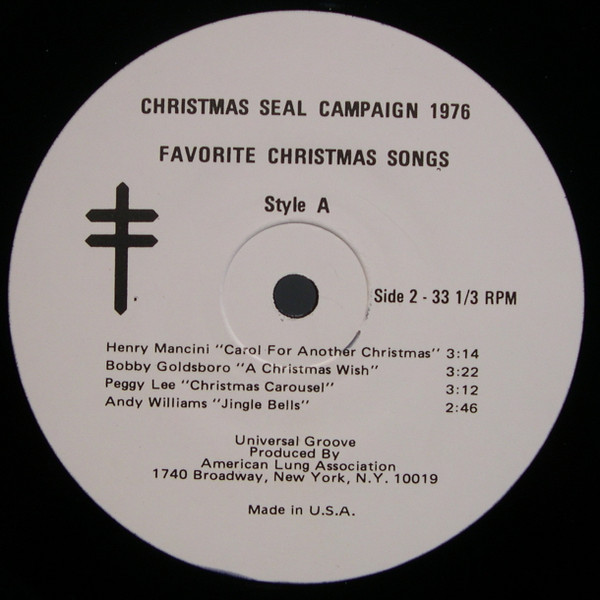 CHRISTMAS SEAL CAMPAIGN 1976
FAVORITE CHRISTMAS SONGS
Style A
Side 2 - 33 1/3 RPM
Henry Mancini "Carol For Another Christmas" 3:14
Bobby Goldsboro "A Christmas Wish" 3:22
Peggy Lee "Christmas Carousel" 3:12
Andy Williams "Jingle Bells" 2:46
Universal Groove
Produced By
American Lung Association
1740 Broadway, New York, N.Y. 10019
Made in U.S.A.